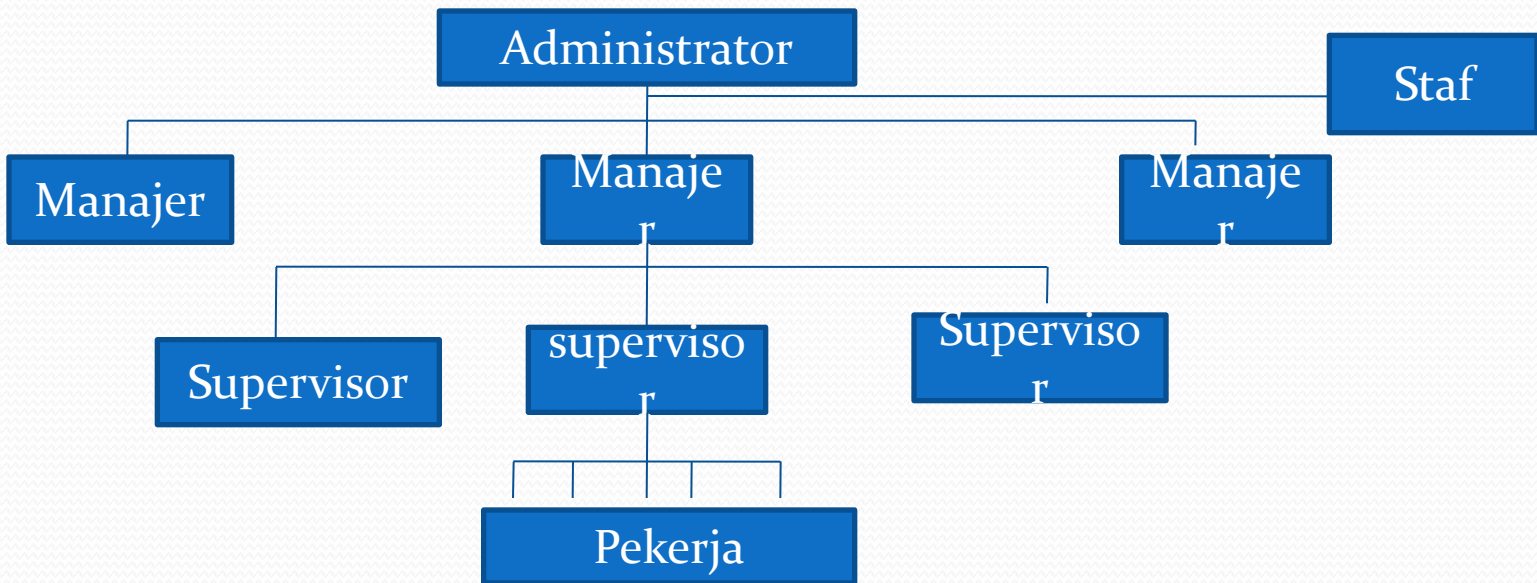 Administrator
Staf
Manajer
Manaje
r
Manaje
r
Supervisor
superviso
r
Superviso
r
Pekerja